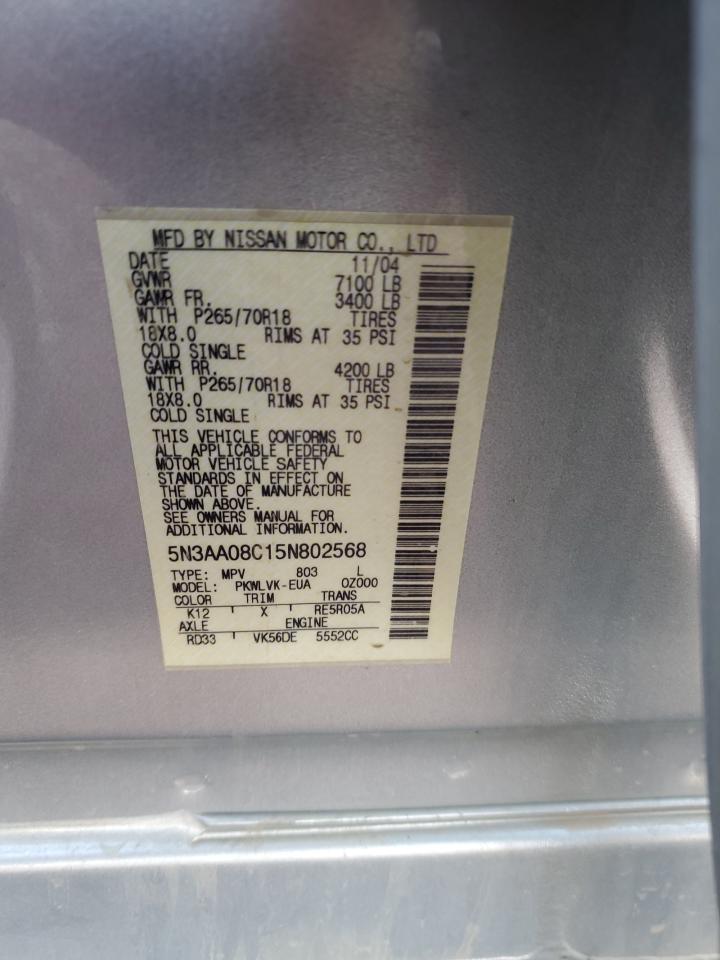 MFD BY NISSAN MOTOR CO., LTD
DATE 11/04
GVWR 7100 LB
GAWR FR. 3400 LB
WITH P265/70R18 TIRES
18X8.0 RIMS AT 35 PSI
COLD SINGLE
GAWR RR. 4200 LB
WITH P265/70R18 TIRES
18X8.0 RIMS AT 35 PSI
COLD SINGLE
THIS VEHICLE CONFORMS TO
ALL APPLICABLE FEDERAL
MOTOR VEHICLE SAFETY
STANDARDS IN EFFECT ON
THE DATE OF MANUFACTURE
SHOWN ABOVE.
SEE OWNERS MANUAL FOR
ADDITIONAL INFORMATION.
5N3AA08C15N802568
TYPE: MPV 803 L
MODEL: PKWLVK-EUA 0Z000
COLOR TRIM TRANS
K12 X RE5R05A
AXLE ENGINE
RD33 VK56DE 5552CC